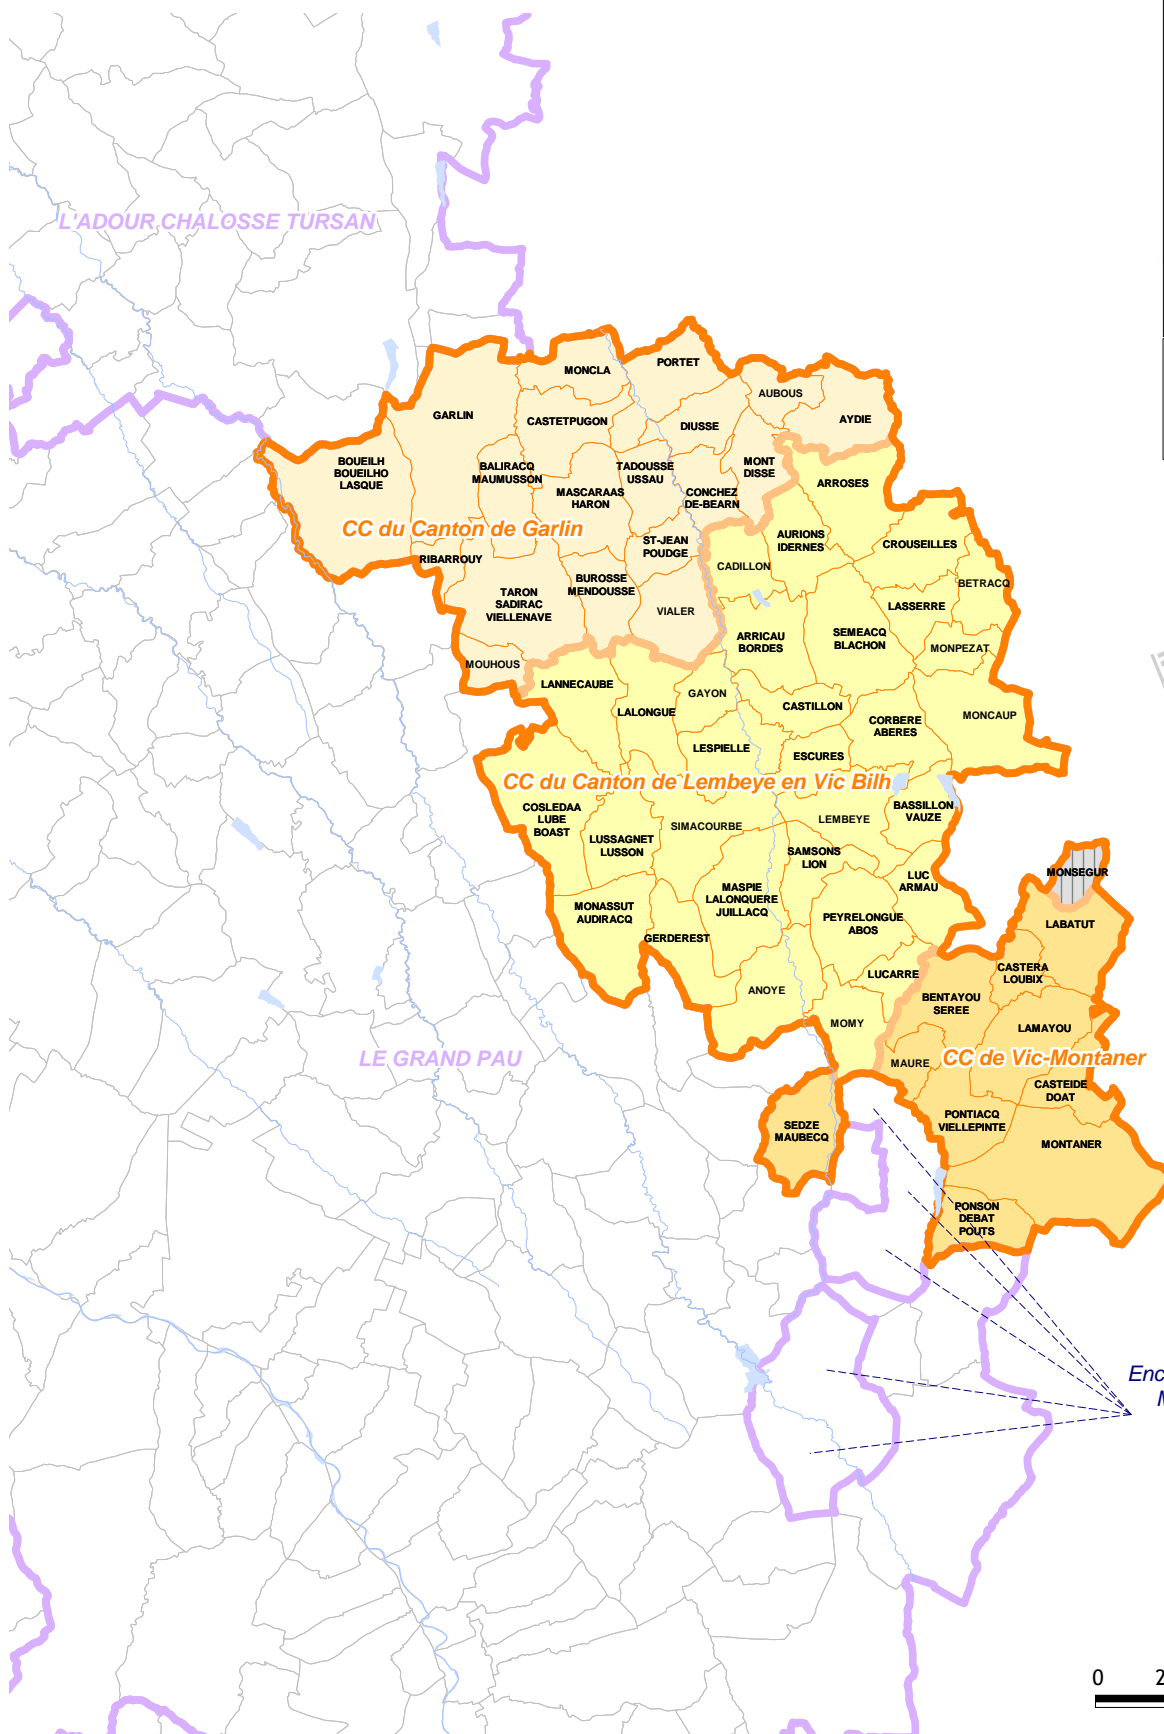 L'ADOUR CHALOSSE TURSAN
MONCLA
PORTET
AUBOUS
AYDIE
GARLIN
CASTETPUGON
DIUSSE
BOUEILH
BOUEILHO
LASQUE
BALIRACQ
MAUMUSSON
TADOUSSE
USSAU
MONT
DISSE
MASCARAAS
HARON
CONCHEZ
DE-BEARN
ARROSES
CC du Canton de Garlin
ST-JEAN
POUDGE
AURIONS
IDERNES
CROUSEILLES
RIBARROUY
CADILLON
BETRACQ
BUROSSE
MENDOUSSE
TARON
SADIRAC
VIELLENAVE
VIALER
LASSERRE
ARRICAU
BORDES
SEMEACQ
BLACHON
MONPEZAT
MOUHOUS
LANNECAUBE
GAYON
LALONGUE
CASTILLON
CORBERE
ABERES
MONCAUP
LESPIELLE
ESCURES
CC du Canton de Lembeye en Vic Bilh
COSLEDAA
LUBE
BOAST
BASSILLON
VAUZE
LUSSAGNET
LUSSON
SIMACOURBE
LEMBEYE
SAMSONS
LION
LUC
ARMAU
MONSEGUR
MASPIE
LALONQUERE
JUILLACQ
MONASSUT
AUDIRACQ
PEYRELONGUE
ABOS
LABATUT
GERDEREST
LUCARRE
CASTERA
LOUBIX
ANOYE
BENTAYOU
SEREE
MOMY
LAMAYOU
LE GRAND PAU
MAURE
CC de Vic-Montaner
CASTEIDE
DOAT
SEDZE
MAUBECQ
PONTIACQ
VIELLEPINTE
MONTANER
PONSON
DEBAT
POUTS
Enc
M
0 2